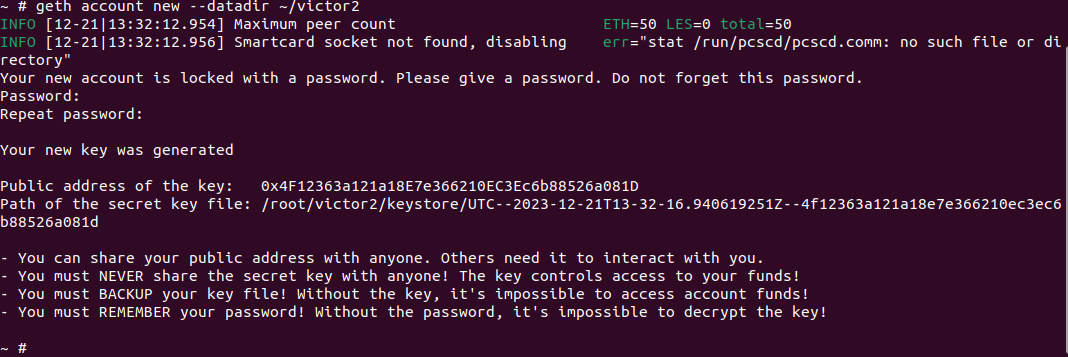 ~ # geth account new --datadir ~/victor2
INFO [12-21|13:32:12.954] Maximum peer count                       ETH=50 LES=0 total=50
INFO [12-21|13:32:12.956] Smartcard socket not found, disabling    err="stat /run/pcscd/pcscd.comm: no such file or di
rectory"
Your new account is locked with a password. Please give a password. Do not forget this password.
Password:
Repeat password:

Your new key was generated

Public address of the key:   0x4F12363a121a18E7e366210EC3Ec6b88526a081D
Path of the secret key file: /root/victor2/keystore/UTC--2023-12-21T13-32-16.940619251Z--4f12363a121a18e7e366210ec3ec6
b88526a081d

- You can share your public address with anyone. Others need it to interact with you.
- You must NEVER share the secret key with anyone! The key controls access to your funds!
- You must BACKUP your key file! Without the key, it's impossible to access account funds!
- You must REMEMBER your password! Without the password, it's impossible to decrypt the key!

~ #